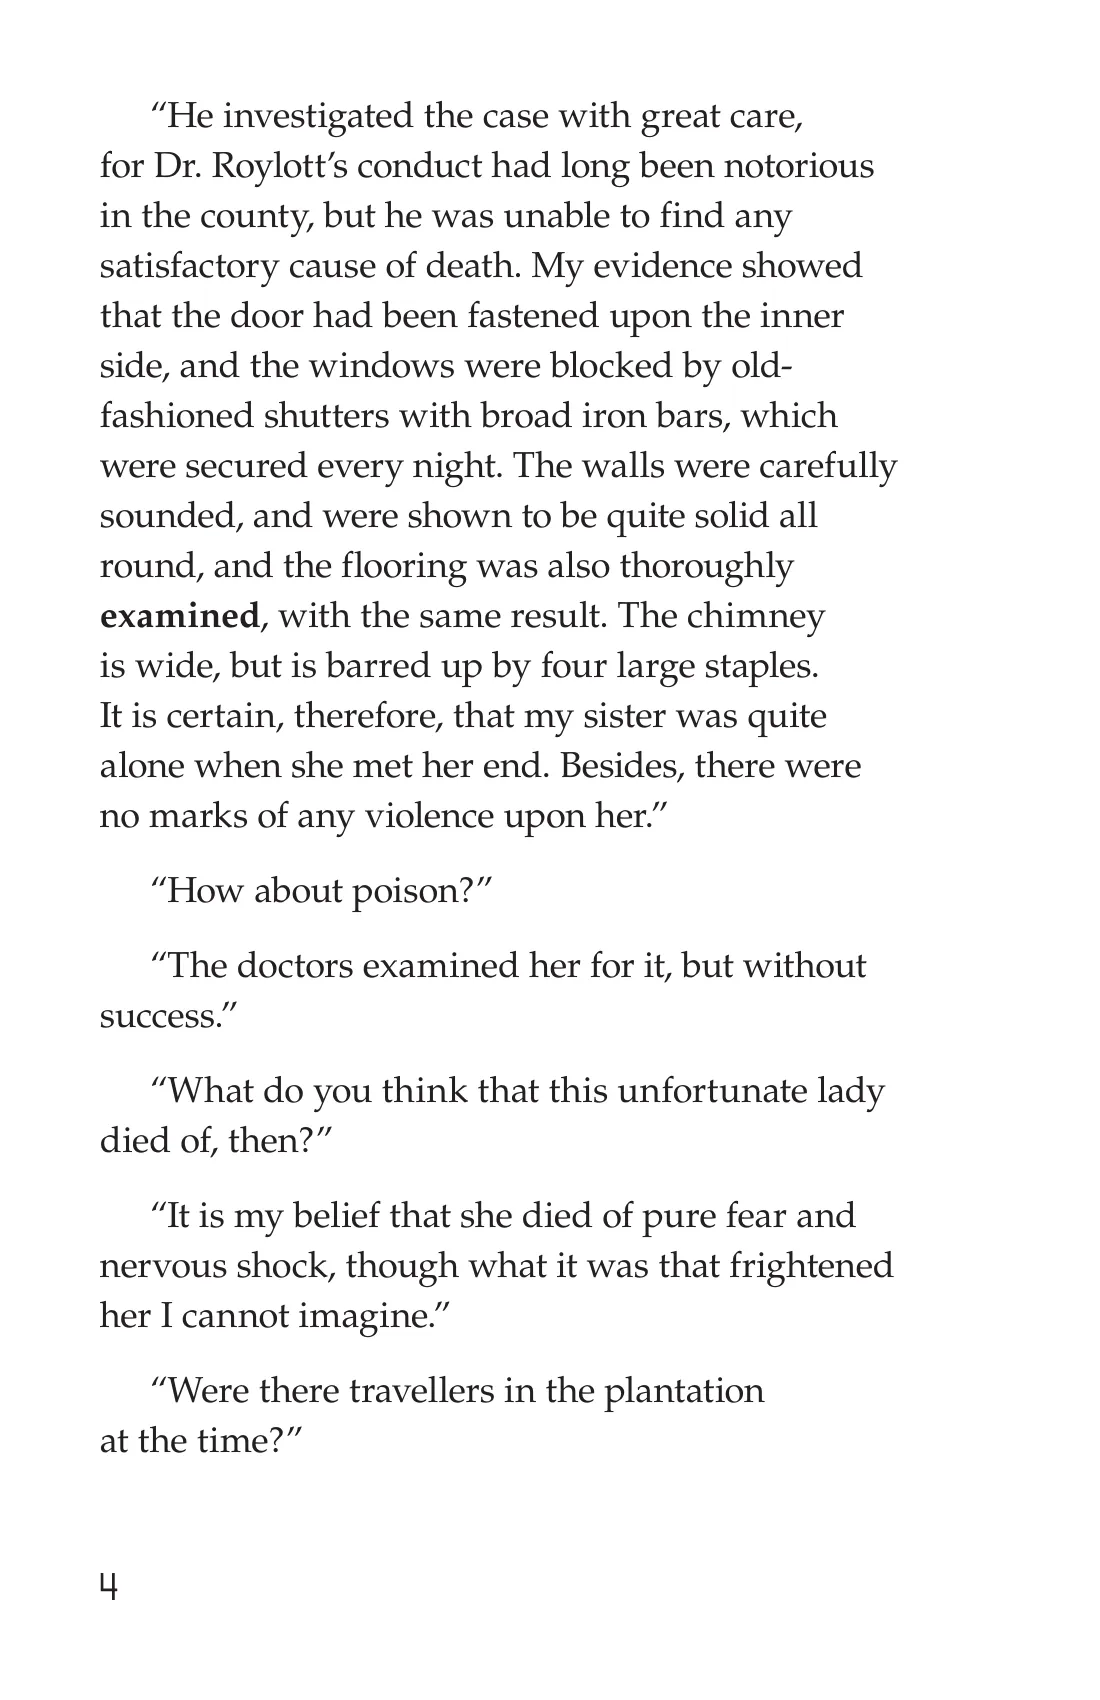 “He investigated the case with great care,
for Dr. Roylott’s conduct had long been notorious
in the county, but he was unable to find any
satisfactory cause of death. My evidence showed
that the door had been fastened upon the inner
side, and the windows were blocked by old-
fashioned shutters with broad iron bars, which
were secured every night. The walls were carefully
sounded, and were shown to be quite solid all
round, and the flooring was also thoroughly
examined, with the same result. The chimney
is wide, but is barred up by four large staples.
It is certain, therefore, that my sister was quite
alone when she met her end. Besides, there were
no marks of any violence upon her.”
“How about poison?”
“The doctors examined her for it, but without
success.”
“What do you think that this unfortunate lady
died of, then?”
“It is my belief that she died of pure fear and
nervous shock, though what it was that frightened
her I cannot imagine.”
“Were there travellers in the plantation
at the time?”
4